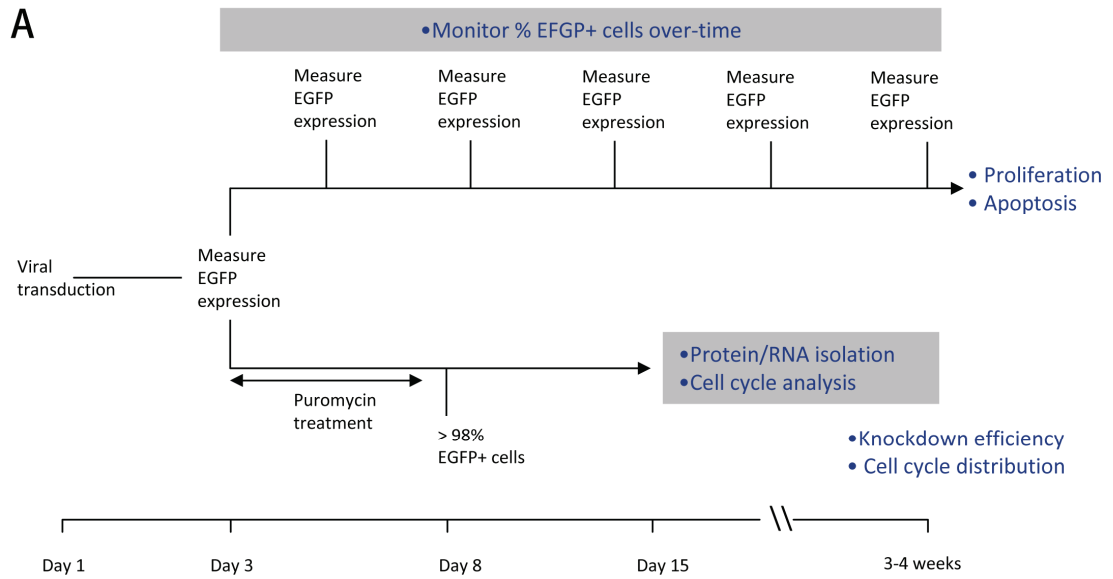 A
•Monitor % EFGP+ cells over-time
Measure
EGFP
expression
Measure
EGFP
expression
Measure
EGFP
expression
Measure
EGFP
expression
Measure
EGFP
expression
• Proliferation
• Apoptosis
Viral
transduction
Measure
EGFP
expression
Puromycin
treatment
> 98%
EGFP+ cells
•Protein/RNA isolation
•Cell cycle analysis
•Knockdown efficiency
• Cell cycle distribution
Day 1
Day 3
Day 8
Day 15
3-4 weeks